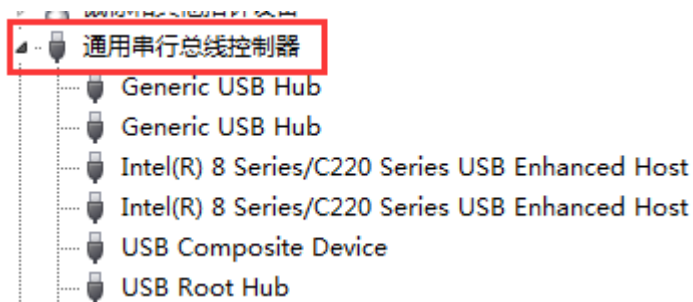 通用串行总线控制器
Generic USB Hub
Generic USB Hub
Intel(R) 8 Series/C220 Series USB Enhanced Host
Intel(R) 8 Series/C220 Series USB Enhanced Host
USB Composite Device
USB Root Hub